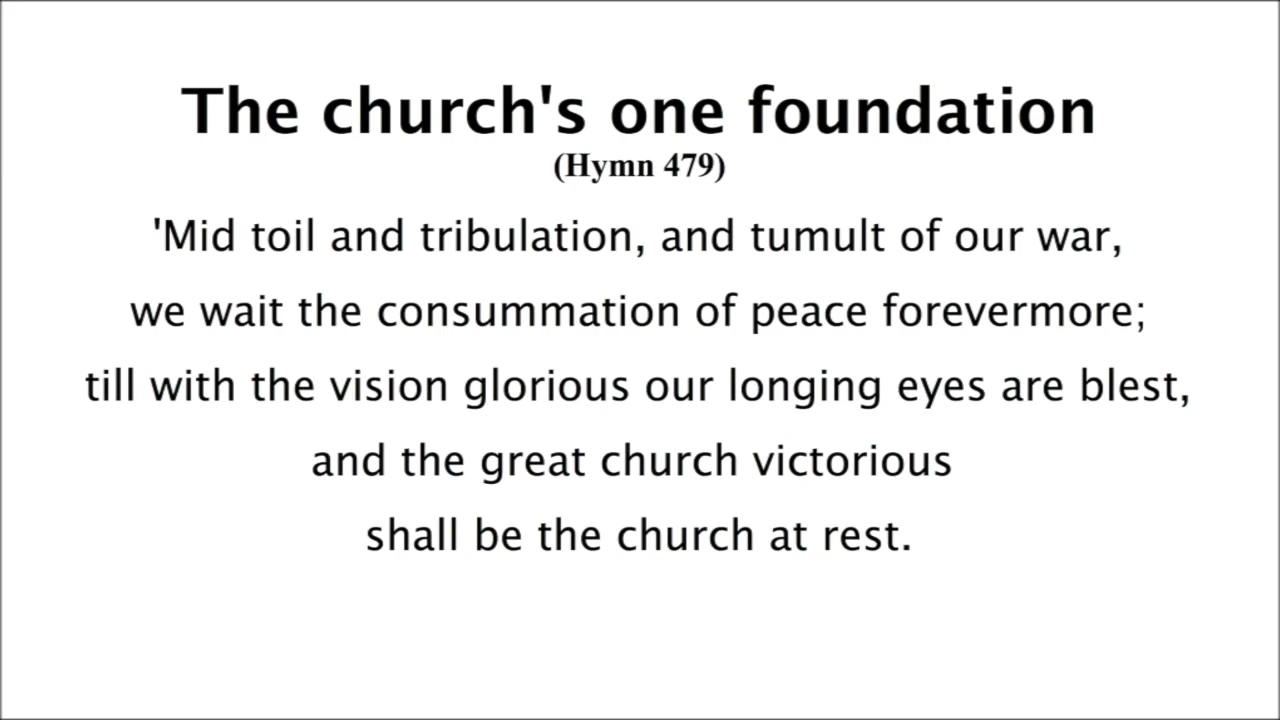 The church's one foundation
(Hymn 479)
'Mid toil and tribulation, and tumult of our war,
we wait the consummation of peace forevermore;
till with the vision glorious our longing eyes are blest,
and the great church victorious
shall be the church at rest.